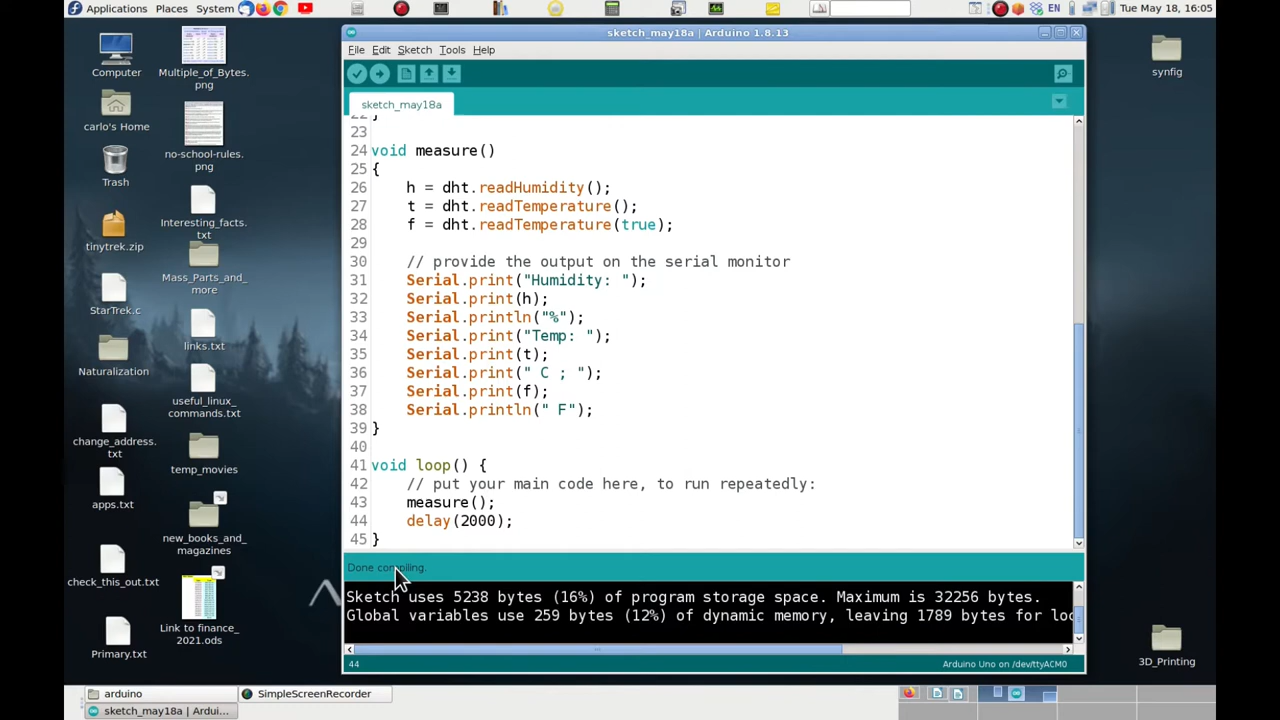 Applications Places System EN Tue May 18, 16:05
sketch_may18a | Arduino 1.8.13
File Edit Sketch Tools Help
sketch_may18a
22 }
23
24 void measure()
25 {
26 h = dht.readHumidity();
27 t = dht.readTemperature();
28 f = dht.readTemperature(true);
29
30 // provide the output on the serial monitor
31 Serial.print("Humidity: ");
32 Serial.print(h);
33 Serial.println("%");
34 Serial.print("Temp: ");
35 Serial.print(t);
36 Serial.print(" C ; ");
37 Serial.print(f);
38 Serial.println(" F");
39 }
40
41 void loop() {
42 // put your main code here, to run repeatedly:
43 measure();
44 delay(2000);
45 }
Done compiling.
Sketch uses 5238 bytes (16%) of program storage space. Maximum is 32256 bytes.
Global variables use 259 bytes (12%) of dynamic memory, leaving 1789 bytes for loc
44 Arduino Uno on /dev/ttyACM0
Computer
carlo's Home
Trash
tinytrek.zip
StarTrek.c
Naturalization
change_address.
txt
apps.txt
check_this_out.txt
Primary.txt
Multiple_of_Bytes.
png
no-school-rules.
png
Interesting_facts.
txt
Mass_Parts_and_
more
links.txt
useful_linux_
commands.txt
temp_movies
new_books_and_
magazines
Link to finance_
2021.ods
synfig
3D_Printing
arduino SimpleScreenRecorder
sketch_may18a | Ardui...